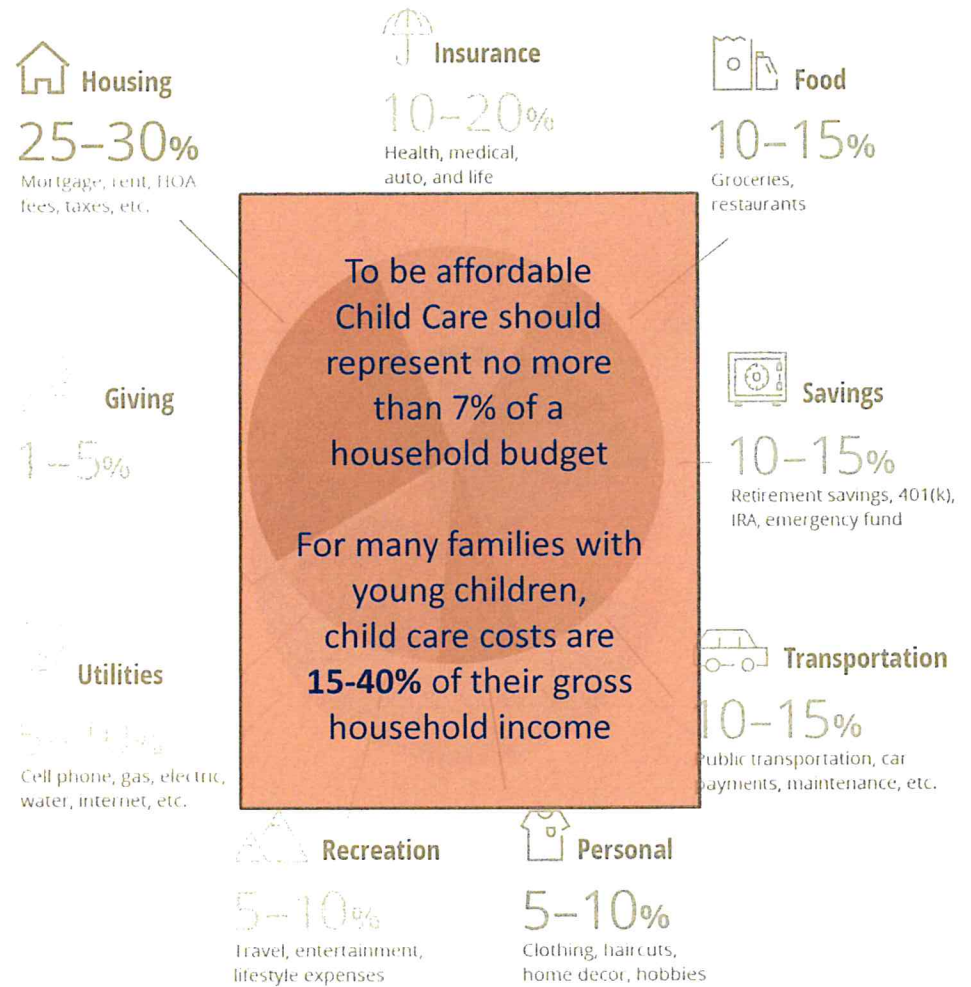 Housing
25–30%
Mortgage, rent, HOA
fees, taxes, etc.
Insurance
10–20%
Health, medical,
auto, and life
Food
10–15%
Groceries,
restaurants
To be affordable
Child Care should
represent no more
than 7% of a
household budget
For many families with
young children,
child care costs are
15-40% of their gross
household income
Giving
1–5%
Savings
10–15%
Retirement savings, 401(k),
IRA, emergency fund
Utilities
Cell phone, gas, electric,
water, internet, etc.
Transportation
10–15%
Public transportation, car
payments, maintenance, etc.
Recreation
5–10%
Travel, entertainment,
lifestyle expenses
Personal
5–10%
Clothing, haircuts,
home decor, hobbies